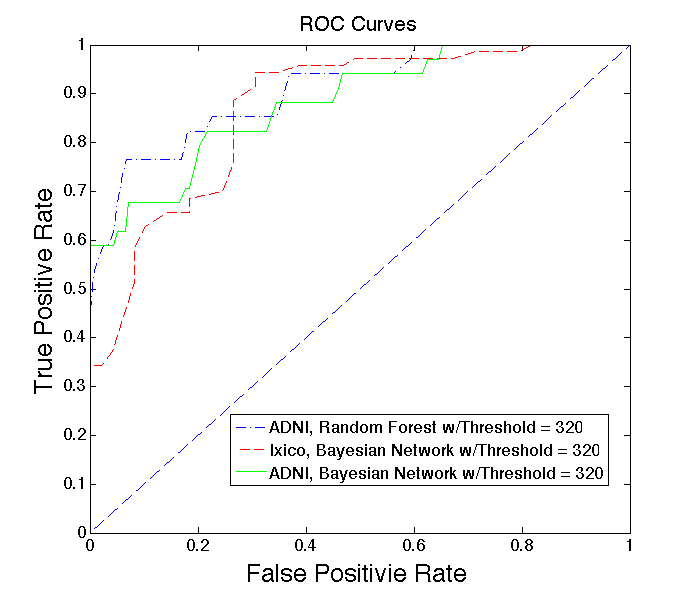 ROC Curves
True Positive Rate
1
0.9
0.8
0.7
0.6
0.5
0.4
0.3
0.2
0.1
0
ADNI, Random Forest w/Threshold = 320
Ixico, Bayesian Network w/Threshold = 320
ADNI, Bayesian Network w/Threshold = 320
0 0.2 0.4 0.6 0.8 1
False Positivie Rate